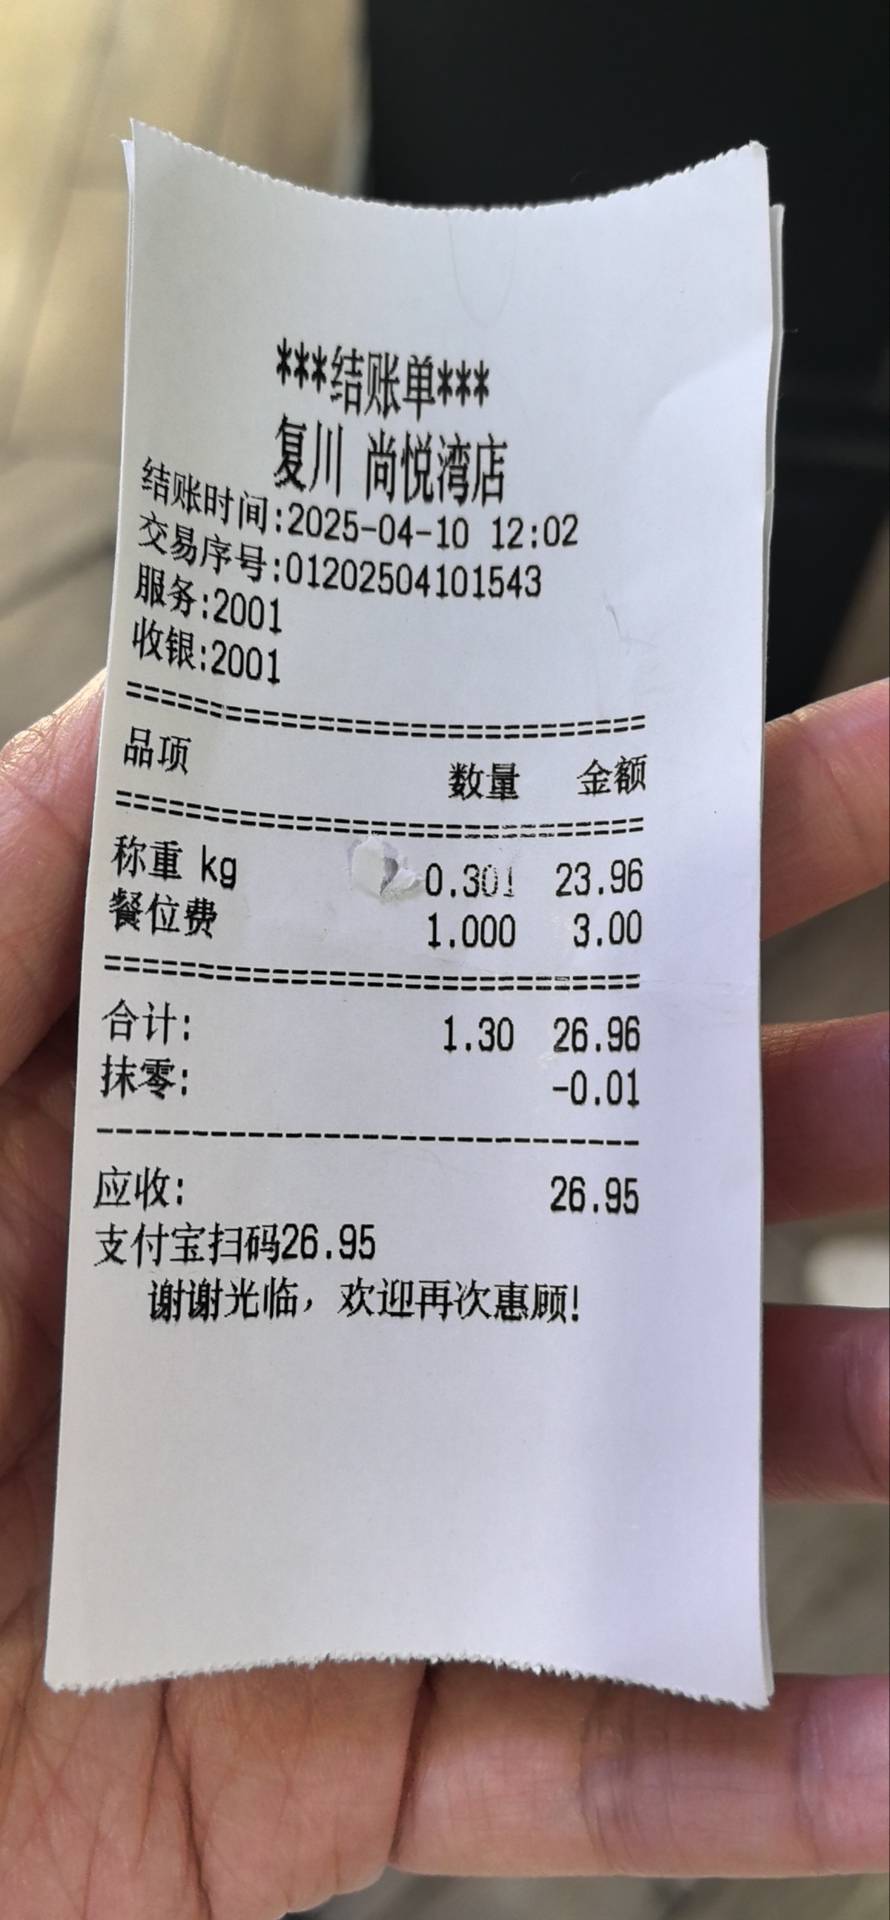 ***结账单***
复川 尚悦湾店
结账时间:2025-04-10 12:02
交易序号:01202504101543
服务:2001
收银:2001
==================================
品项 数量 金额
==================================
称重 kg 0.301 23.96
餐位费 1.000 3.00
==================================
合计: 1.30 26.96
抹零: -0.01
----------------------------------
应收: 26.95
支付宝扫码26.95
谢谢光临，欢迎再次惠顾!